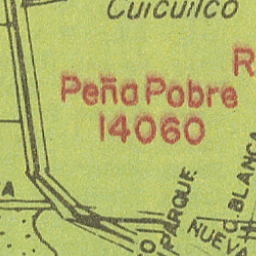 Cuicuilco
R
Peña Pobre
14060
A
O
PARQUE
C. BLANCA
NUEVA